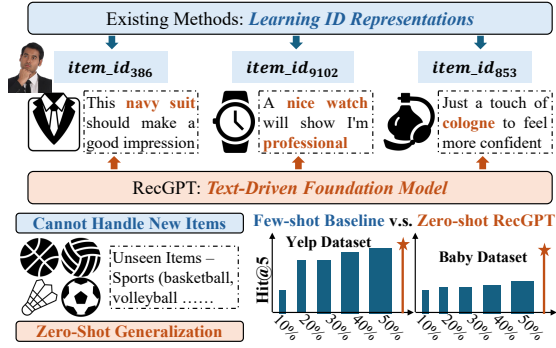 Existing Methods: Learning ID Representations
item_id386
item_id9102
item_id853
This navy suit
should make a
good impression
A nice watch
will show I'm
professional
Just a touch of
cologne to feel
more confident
RecGPT: Text-Driven Foundation Model
Cannot Handle New Items
Unseen Items –
Sports (basketball,
volleyball ……
Zero-Shot Generalization
Few-shot Baseline v.s. Zero-shot RecGPT
Yelp Dataset
Baby Dataset
Hit@5
10%
20%
30%
40%
50%
10%
20%
30%
40%
50%